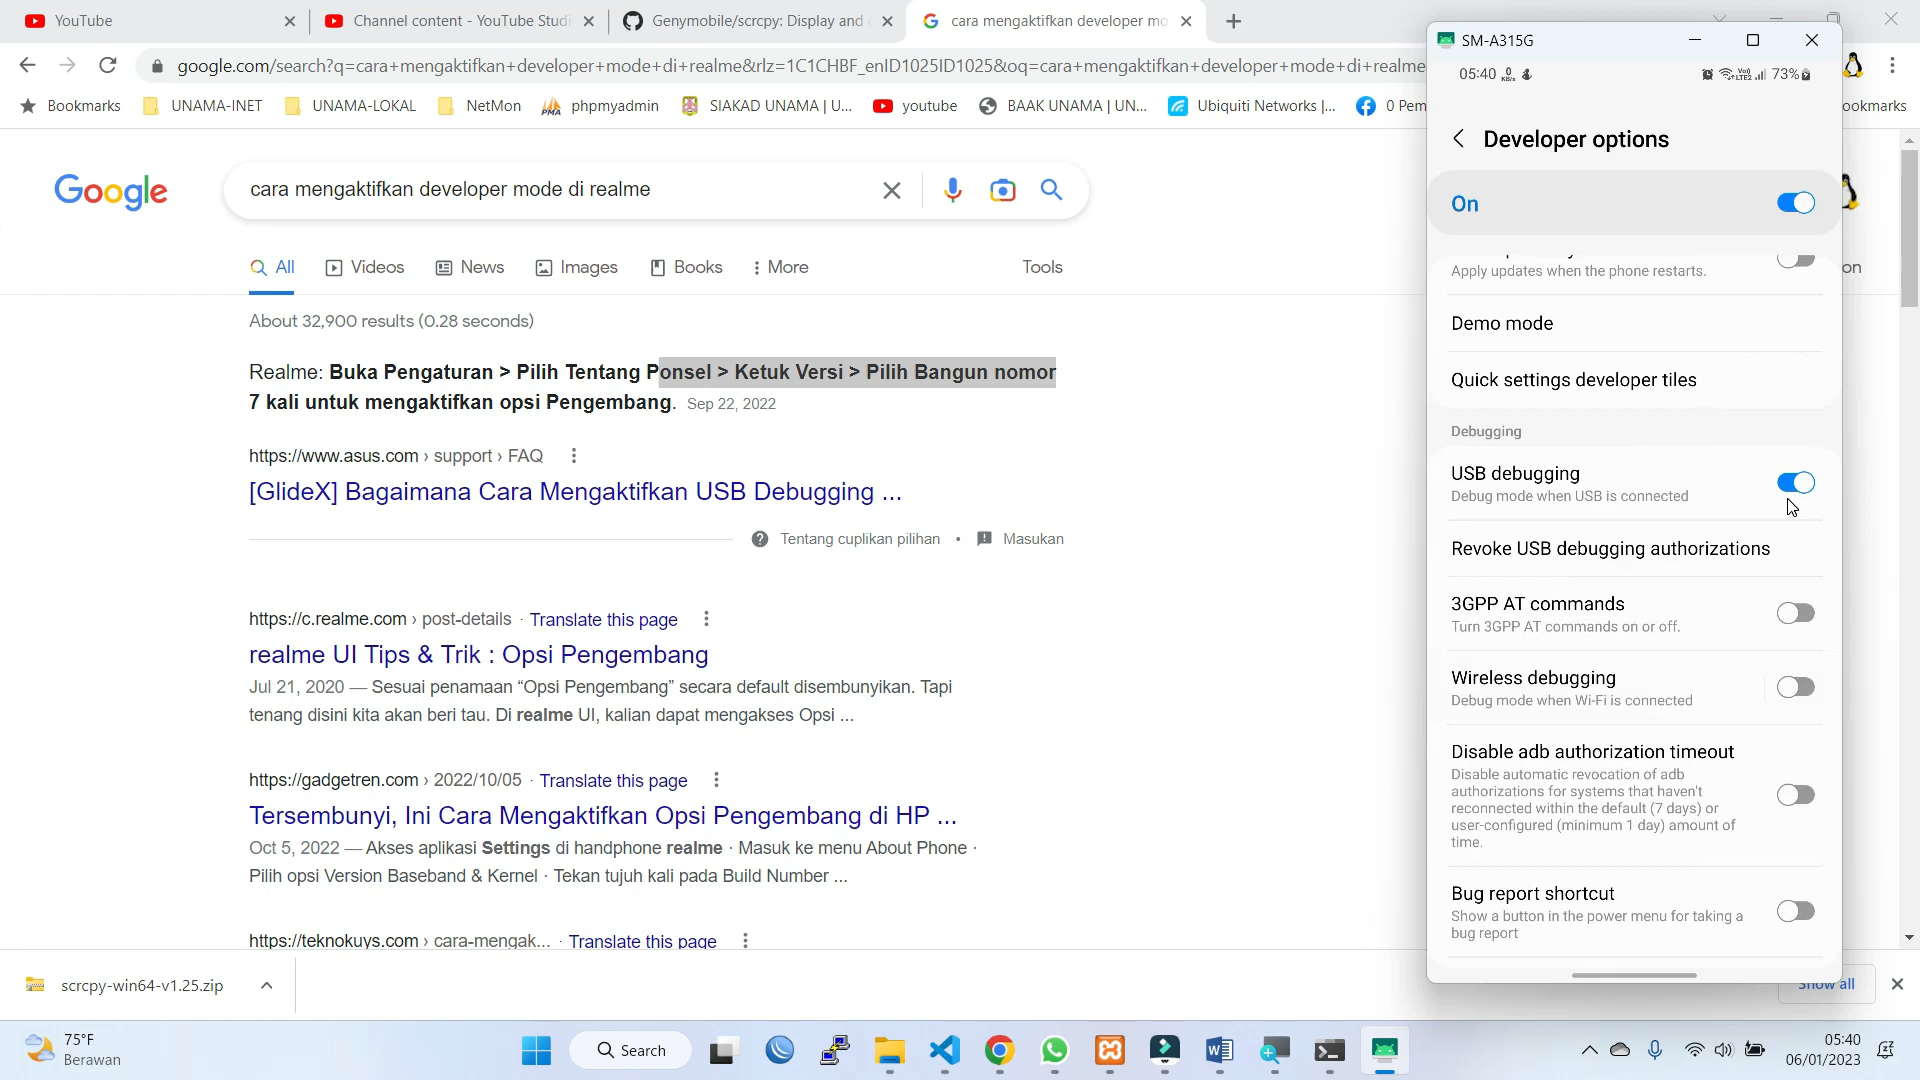 YouTube
Channel content - YouTube Studi
Genymobile/scrcpy: Display and
cara mengaktifkan developer mo
google.com/search?q=cara+mengaktifkan+developer+mode+di+realme&rlz=1C1CHBF_enID1025ID1025&oq=cara+mengaktifkan+developer+mode+di+realme
Bookmarks
UNAMA-INET
UNAMA-LOKAL
NetMon
phpmyadmin
SIAKAD UNAMA | U...
youtube
BAAK UNAMA | UN...
Ubiquiti Networks |...
0 Pem
ookmarks
Google
cara mengaktifkan developer mode di realme
All
Videos
News
Images
Books
More
Tools
on
About 32,900 results (0.28 seconds)
Realme: Buka Pengaturan > Pilih Tentang Ponsel > Ketuk Versi > Pilih Bangun nomor
7 kali untuk mengaktifkan opsi Pengembang. Sep 22, 2022
https://www.asus.com › support › FAQ
[GlideX] Bagaimana Cara Mengaktifkan USB Debugging ...
Tentang cuplikan pilihan • Masukan
https://c.realme.com › post-details · Translate this page
realme UI Tips & Trik : Opsi Pengembang
Jul 21, 2020 — Sesuai penamaan “Opsi Pengembang” secara default disembunyikan. Tapi
tenang disini kita akan beri tau. Di realme UI, kalian dapat mengakses Opsi ...
https://gadgetren.com › 2022/10/05 · Translate this page
Tersembunyi, Ini Cara Mengaktifkan Opsi Pengembang di HP ...
Oct 5, 2022 — Akses aplikasi Settings di handphone realme · Masuk ke menu About Phone ·
Pilih opsi Version Baseband & Kernel · Tekan tujuh kali pada Build Number ...
https://teknokuys.com › cara-mengak... · Translate this page
SM-A315G
05:40
73%
Developer options
On
Apply updates when the phone restarts.
Demo mode
Quick settings developer tiles
Debugging
USB debugging
Debug mode when USB is connected
Revoke USB debugging authorizations
3GPP AT commands
Turn 3GPP AT commands on or off.
Wireless debugging
Debug mode when Wi-Fi is connected
Disable adb authorization timeout
Disable automatic revocation of adb
authorizations for systems that haven't
reconnected within the default (7 days) or
user-configured (minimum 1 day) amount of
time.
Bug report shortcut
Show a button in the power menu for taking a
bug report
scrcpy-win64-v1.25.zip
Show all
75°F
Berawan
Search
05:40
06/01/2023